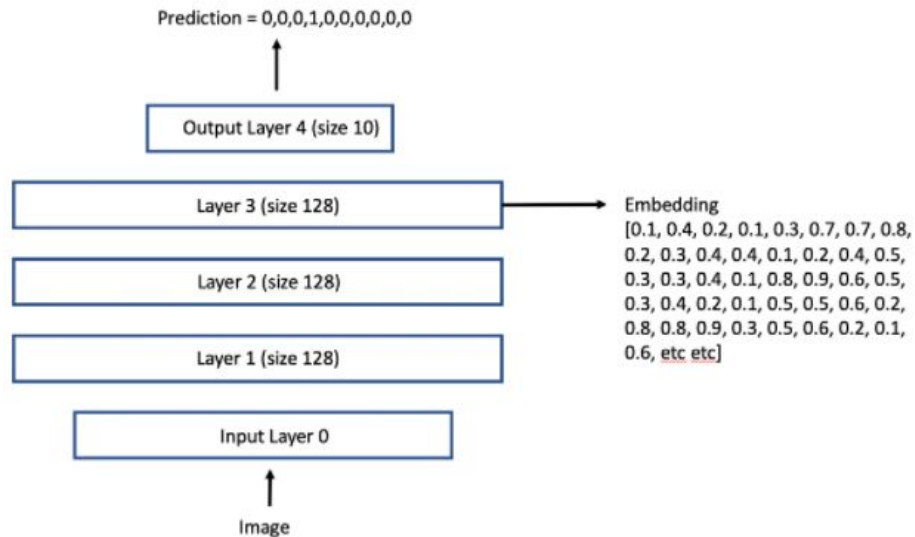 Prediction = 0,0,0,1,0,0,0,0,0,0
Output Layer 4 (size 10)
Layer 3 (size 128)
Embedding
[0.1, 0.4, 0.2, 0.1, 0.3, 0.7, 0.7, 0.8,
0.2, 0.3, 0.4, 0.4, 0.1, 0.2, 0.4, 0.5,
0.3, 0.3, 0.4, 0.1, 0.8, 0.9, 0.6, 0.5,
0.3, 0.4, 0.2, 0.1, 0.5, 0.5, 0.6, 0.2,
0.8, 0.8, 0.9, 0.3, 0.5, 0.6, 0.2, 0.1,
0.6, etc etc]
Layer 2 (size 128)
Layer 1 (size 128)
Input Layer 0
Image